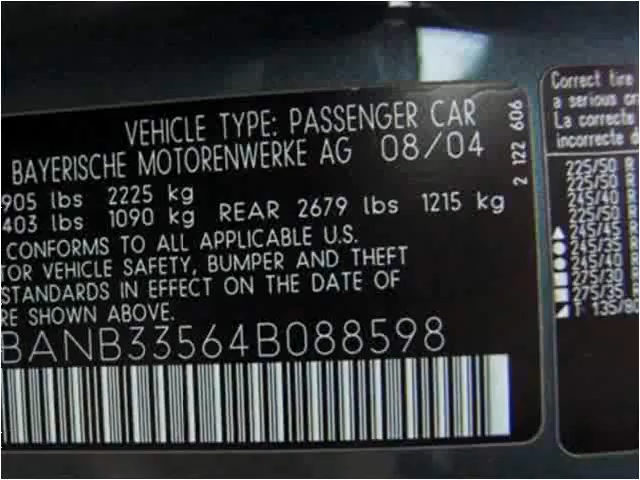 VEHICLE TYPE: PASSENGER CAR
BAYERISCHE MOTORENWERKE AG 08/04
905 lbs 2225 kg
403 lbs 1090 kg REAR 2679 lbs 1215 kg
CONFORMS TO ALL APPLICABLE U.S.
TOR VEHICLE SAFETY, BUMPER AND THEFT
STANDARDS IN EFFECT ON THE DATE OF
RE SHOWN ABOVE.
BANB33564B088598
2 122 606
Correct tire
a serious cr
La correcte
incorrecte
225/50 R
225/50 R
245/40 R
225/50 R
245/45 R
245/35 R
245/40 R
275/30 R
275/35 R
T 135/8